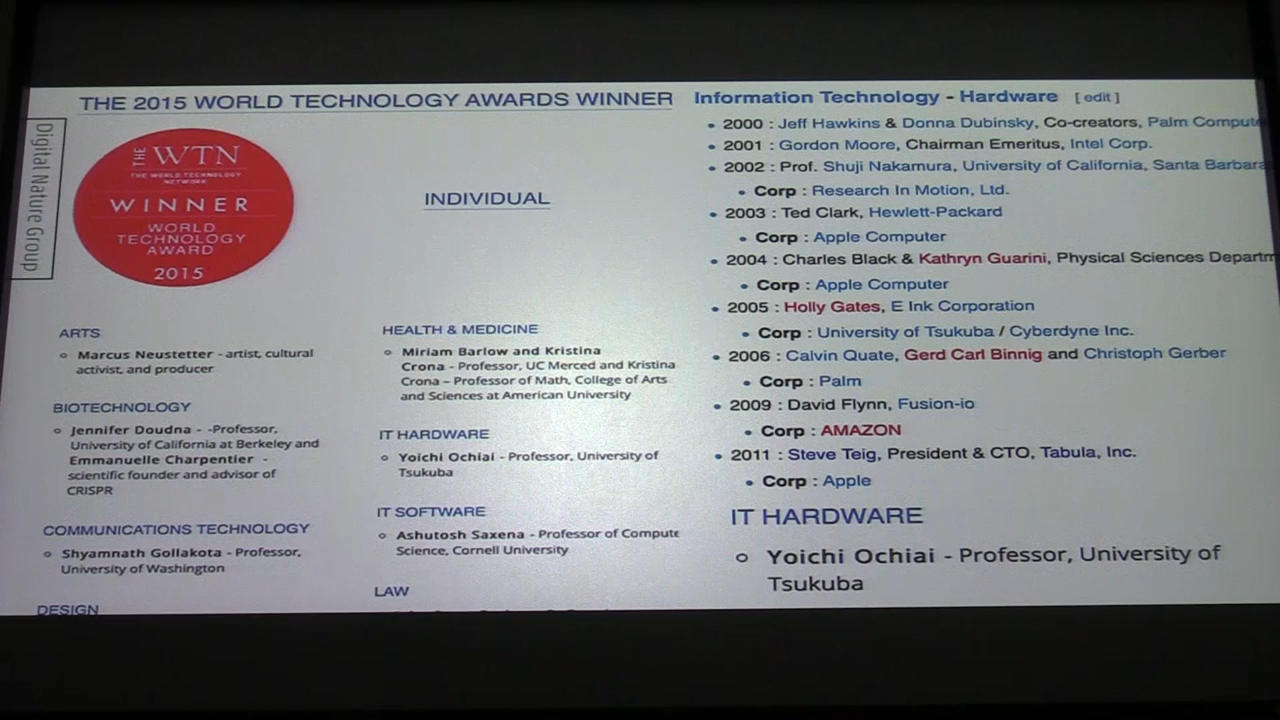 THE 2015 WORLD TECHNOLOGY AWARDS WINNER
Digital Nature Group
THE WTN
THE WORLD TECHNOLOGY
NETWORK
WINNER
WORLD
TECHNOLOGY
AWARD
2015
INDIVIDUAL
ARTS
Marcus Neustetter - artist, cultural
activist, and producer
BIOTECHNOLOGY
Jennifer Doudna - -Professor,
University of California at Berkeley and
Emmanuelle Charpentier -
scientific founder and advisor of
CRISPR
COMMUNICATIONS TECHNOLOGY
Shyamnath Gollakota - Professor,
University of Washington
DESIGN
HEALTH & MEDICINE
Miriam Barlow and Kristina
Crona - Professor, UC Merced and Kristina
Crona – Professor of Math, College of Arts
and Sciences at American University
IT HARDWARE
Yoichi Ochiai - Professor, University of
Tsukuba
IT SOFTWARE
Ashutosh Saxena - Professor of Compute
Science, Cornell University
LAW
Information Technology - Hardware [ edit ]
2000 : Jeff Hawkins & Donna Dubinsky, Co-creators, Palm Compute
2001 : Gordon Moore, Chairman Emeritus, Intel Corp.
2002 : Prof. Shuji Nakamura, University of California, Santa Barbara
Corp : Research In Motion, Ltd.
2003 : Ted Clark, Hewlett-Packard
Corp : Apple Computer
2004 : Charles Black & Kathryn Guarini, Physical Sciences Departm
Corp : Apple Computer
2005 : Holly Gates, E Ink Corporation
Corp : University of Tsukuba / Cyberdyne Inc.
2006 : Calvin Quate, Gerd Carl Binnig and Christoph Gerber
Corp : Palm
2009 : David Flynn, Fusion-io
Corp : AMAZON
2011 : Steve Teig, President & CTO, Tabula, Inc.
Corp : Apple
IT HARDWARE
Yoichi Ochiai - Professor, University of
Tsukuba